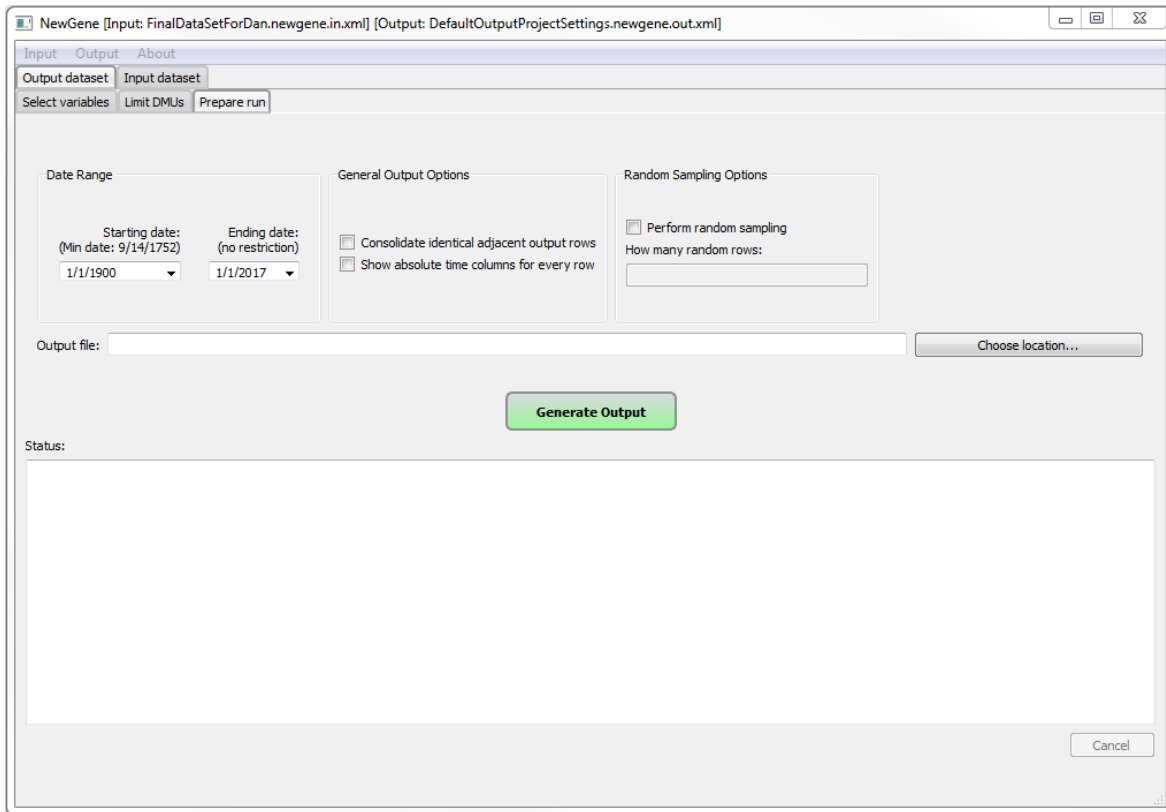 NewGene [Input: FinalDataSetForDan.newgene.in.xml] [Output: DefaultOutputProjectSettings.newgene.out.xml]
Input Output About
Output dataset Input dataset
Select variables Limit DMUs Prepare run
Date Range
Starting date:
(Min date: 9/14/1752)
1/1/1900
Ending date:
(no restriction)
1/1/2017
General Output Options
Consolidate identical adjacent output rows
Show absolute time columns for every row
Random Sampling Options
Perform random sampling
How many random rows:
Output file:
Choose location...
Generate Output
Status:
Cancel